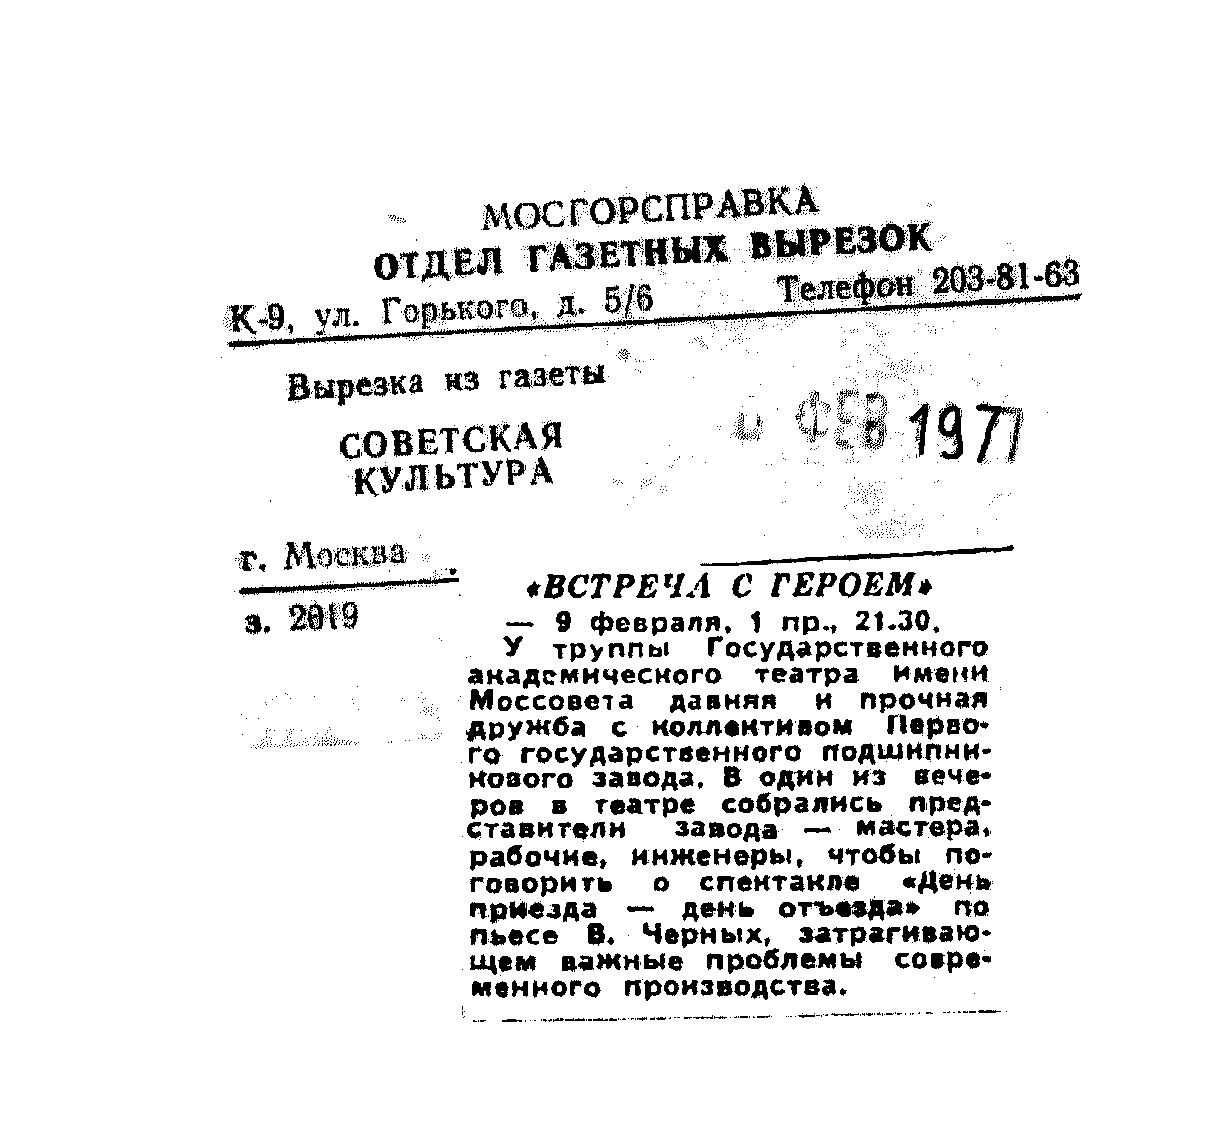 МОСГОРСПРАВКА
ОТДЕЛ ГАЗЕТНЫХ ВЫРЕЗОК
К-9, ул. Горького, д. 5/6 Телефон 203-81-63
Вырезка из газеты
СОВЕТСКАЯ
КУЛЬТУРА
ФЕВ 1977
г. Москва
з. 2019
«ВСТРЕЧА С ГЕРОЕМ»
— 9 февраля, 1 пр., 21.30.
У труппы Государственного
академического театра имени
Моссовета давняя и прочная
дружба с коллективом Перво-
го государственного подшипни-
кового завода. В один из вече-
ров в театре собрались пред-
ставители завода — мастера,
рабочие, инженеры, чтобы по-
говорить о спектакле «День
приезда — день отъезда» по
пьесе В. Черных, затрагиваю-
щем важные проблемы совре-
менного производства.